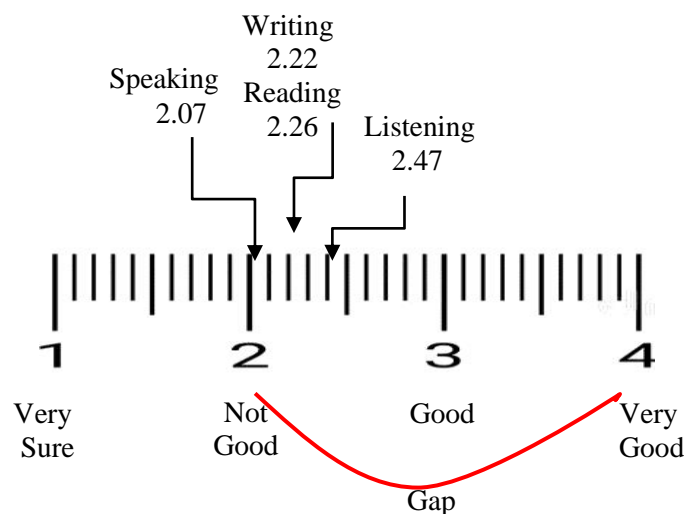 Writing
2.22
Speaking
2.07
Reading
2.26
Listening
2.47
1 2 3 4
Very
Sure
Not
Good
Good
Very
Good
Gap